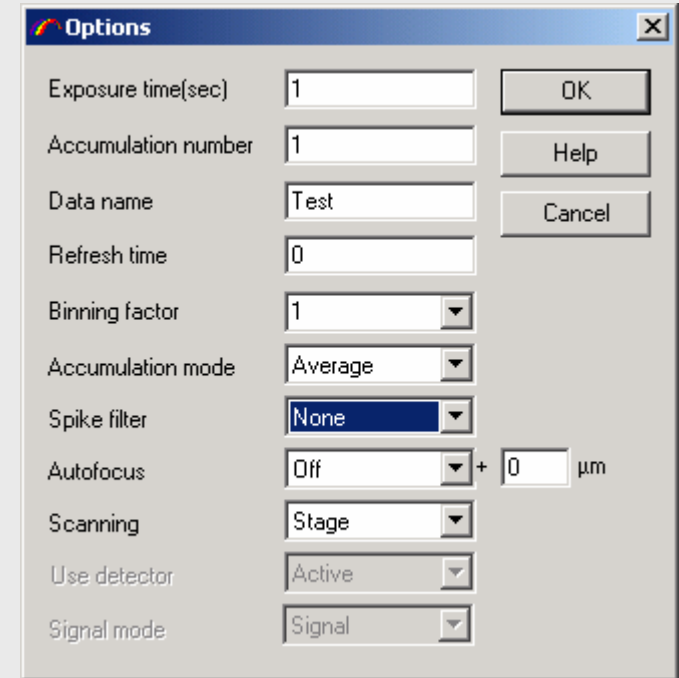 Options
Exposure time(sec) 1 OK
Accumulation number 1 Help
Data name Test Cancel
Refresh time 0
Binning factor 1
Accumulation mode Average
Spike filter None
Autofocus Off + 0 µm
Scanning Stage
Use detector Active
Signal mode Signal